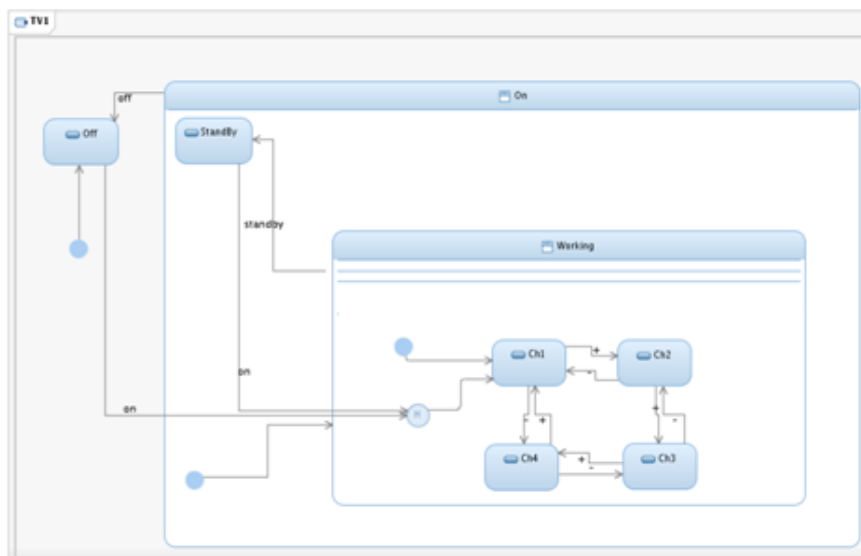 TV1
On
off
Off
StandBy
standby
Working
Ch1
+
Ch2
-
on
on
H
-
+
+
-
Ch4
+
-
Ch3